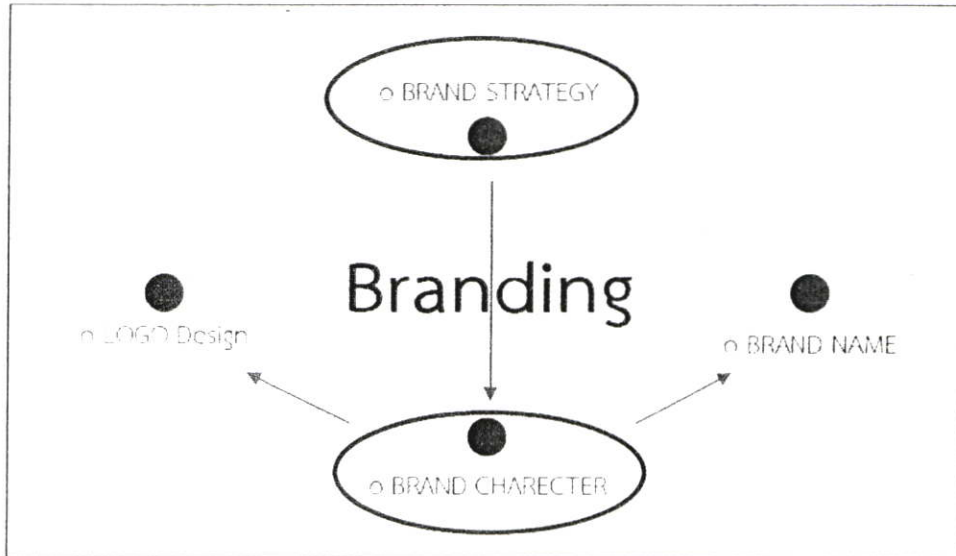 o BRAND STRATEGY
Branding
o LOGO Design
o BRAND NAME
o BRAND CHARECTER